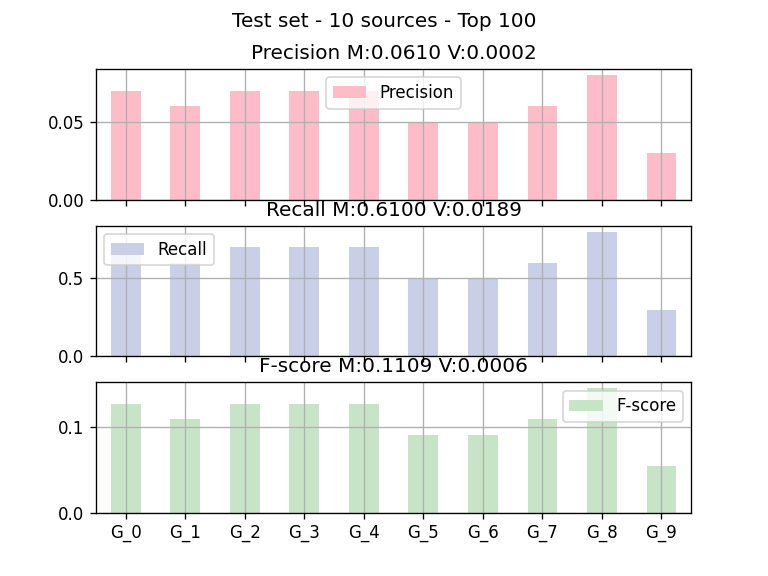 Test set - 10 sources - Top 100
Precision M:0.0610 V:0.0002
Precision
0.05
0.00
Recall M:0.6100 V:0.0189
Recall
0.5
0.0
F-score M:0.1109 V:0.0006
F-score
0.1
0.0
G_0 G_1 G_2 G_3 G_4 G_5 G_6 G_7 G_8 G_9